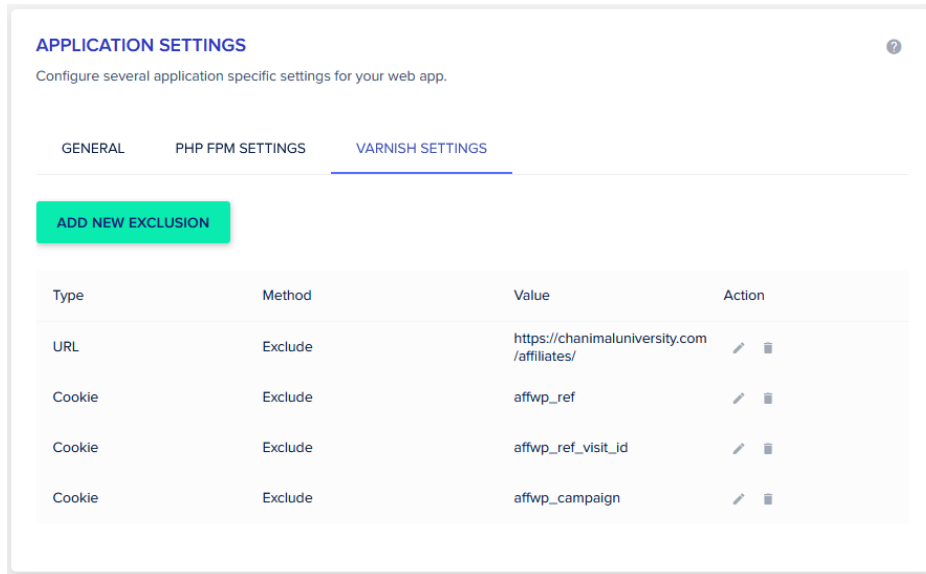 APPLICATION SETTINGS
Configure several application specific settings for your web app.
GENERAL PHP FPM SETTINGS VARNISH SETTINGS
ADD NEW EXCLUSION
Type Method Value Action
URL Exclude https://chanimaluniversity.com
/affiliates/
Cookie Exclude affwp_ref
Cookie Exclude affwp_ref_visit_id
Cookie Exclude affwp_campaign